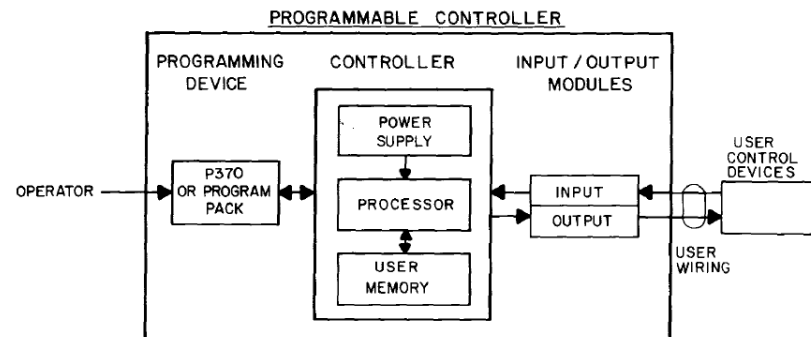 PROGRAMMABLE CONTROLLER
PROGRAMMING
DEVICE
CONTROLLER
INPUT / OUTPUT
MODULES
POWER
SUPPLY
USER
CONTROL
DEVICES
OPERATOR
P370
OR PROGRAM
PACK
PROCESSOR
INPUT
OUTPUT
USER
WIRING
USER
MEMORY